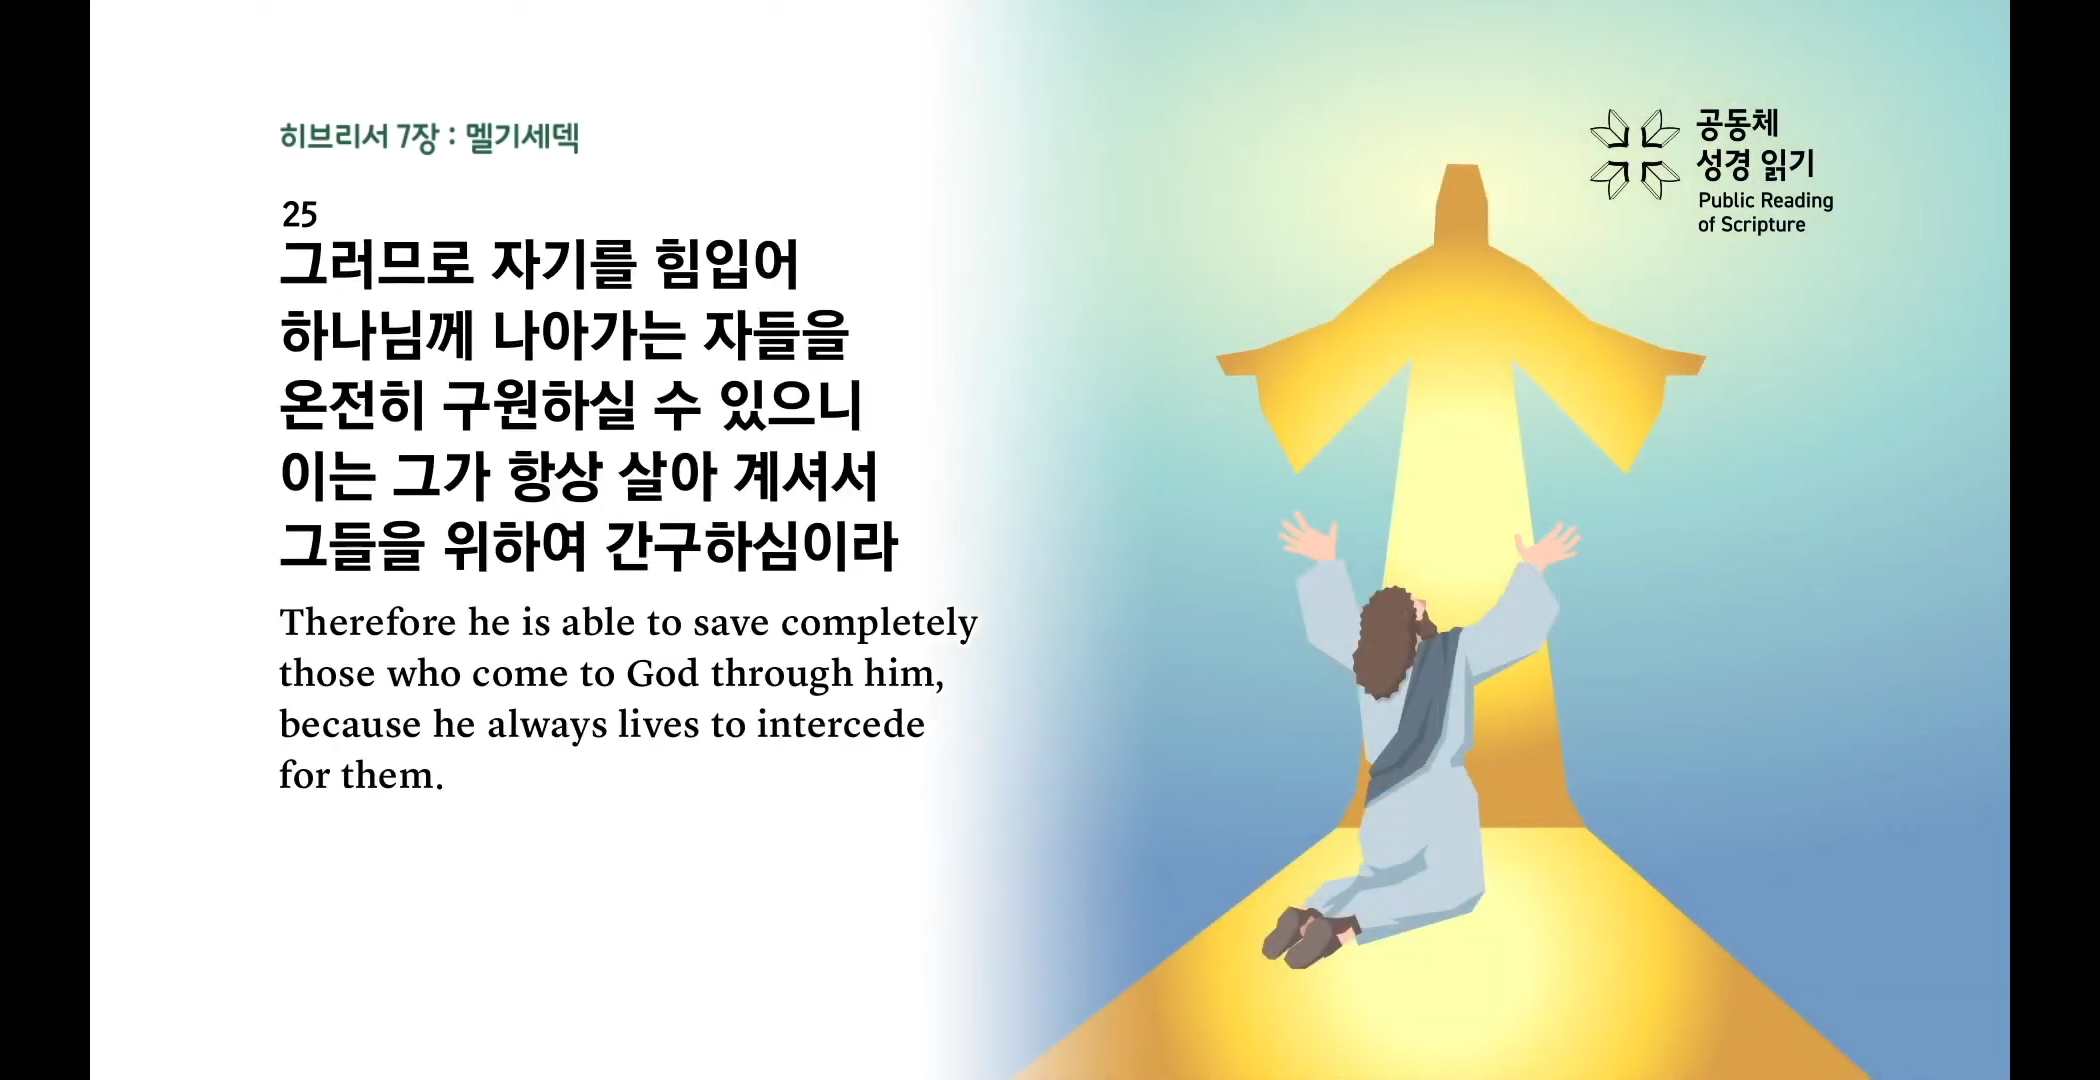 히브리서 7장 : 멜기세덱
25
그러므로 자기를 힘입어
하나님께 나아가는 자들을
온전히 구원하실 수 있으니
이는 그가 항상 살아 계셔서
그들을 위하여 간구하심이라
Therefore he is able to save completely
those who come to God through him,
because he always lives to intercede
for them.
공동체
성경 읽기
Public Reading
of Scripture